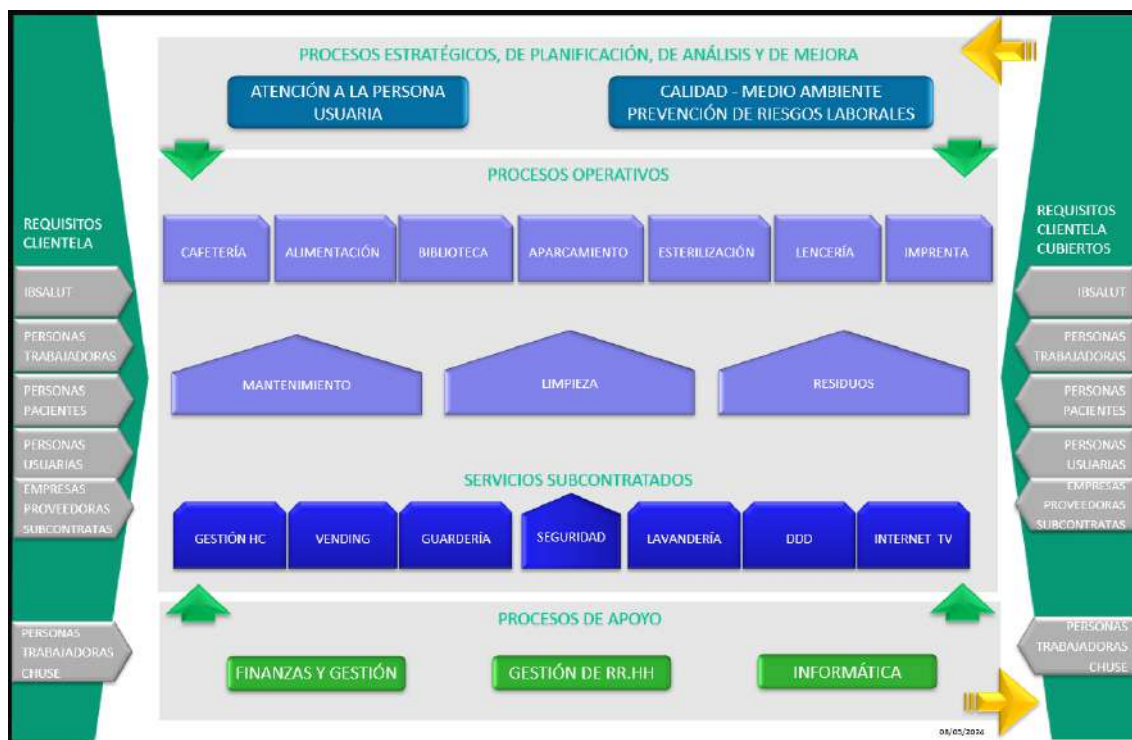 PROCESOS ESTRATÉGICOS, DE PLANIFICACIÓN, DE ANÁLISIS Y DE MEJORA
ATENCIÓN A LA PERSONA
USUARIA
CALIDAD - MEDIO AMBIENTE
PREVENCIÓN DE RIESGOS LABORALES
REQUISITOS
CLIENTELA
IBSALUT
PERSONAS
TRABAJADORAS
PERSONAS
PACIENTES
PERSONAS
USUARIAS
EMPRESAS
PROVEEDORAS
SUBCONTRATAS
PERSONAS
TRABAJADORAS
CHUSE
PROCESOS OPERATIVOS
CAFETERÍA
ALIMENTACIÓN
BIBLIOTECA
APARCAMIENTO
ESTERILIZACIÓN
LENCERÍA
IMPRENTA
MANTENIMIENTO
LIMPIEZA
RESIDUOS
SERVICIOS SUBCONTRATADOS
GESTIÓN HC
VENDING
GUARDERÍA
SEGURIDAD
LAVANDERÍA
DDD
INTERNET TV
PROCESOS DE APOYO
FINANZAS Y GESTIÓN
GESTIÓN DE RR.HH
INFORMÁTICA
REQUISITOS
CLIENTELA
CUBIERTOS
IBSALUT
PERSONAS
TRABAJADORAS
PERSONAS
PACIENTES
PERSONAS
USUARIAS
EMPRESAS
PROVEEDORAS
SUBCONTRATAS
PERSONAS
TRABAJADORAS
CHUSE
08/05/2024